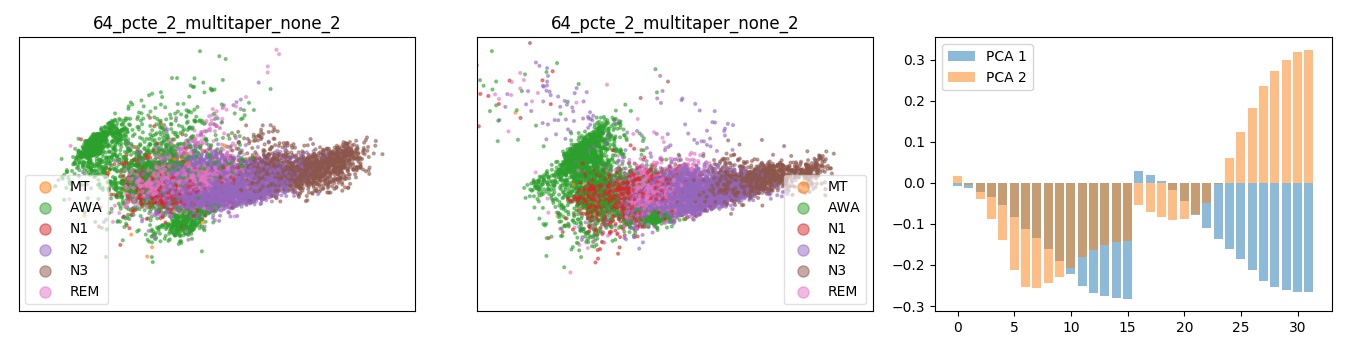 64_pcte_2_multitaper_none_2
MT
AWA
N1
N2
N3
REM
64_pcte_2_multitaper_none_2
MT
AWA
N1
N2
N3
REM
PCA 1
PCA 2
0.3
0.2
0.1
0.0
−0.1
−0.2
−0.3
0 5 10 15 20 25 30